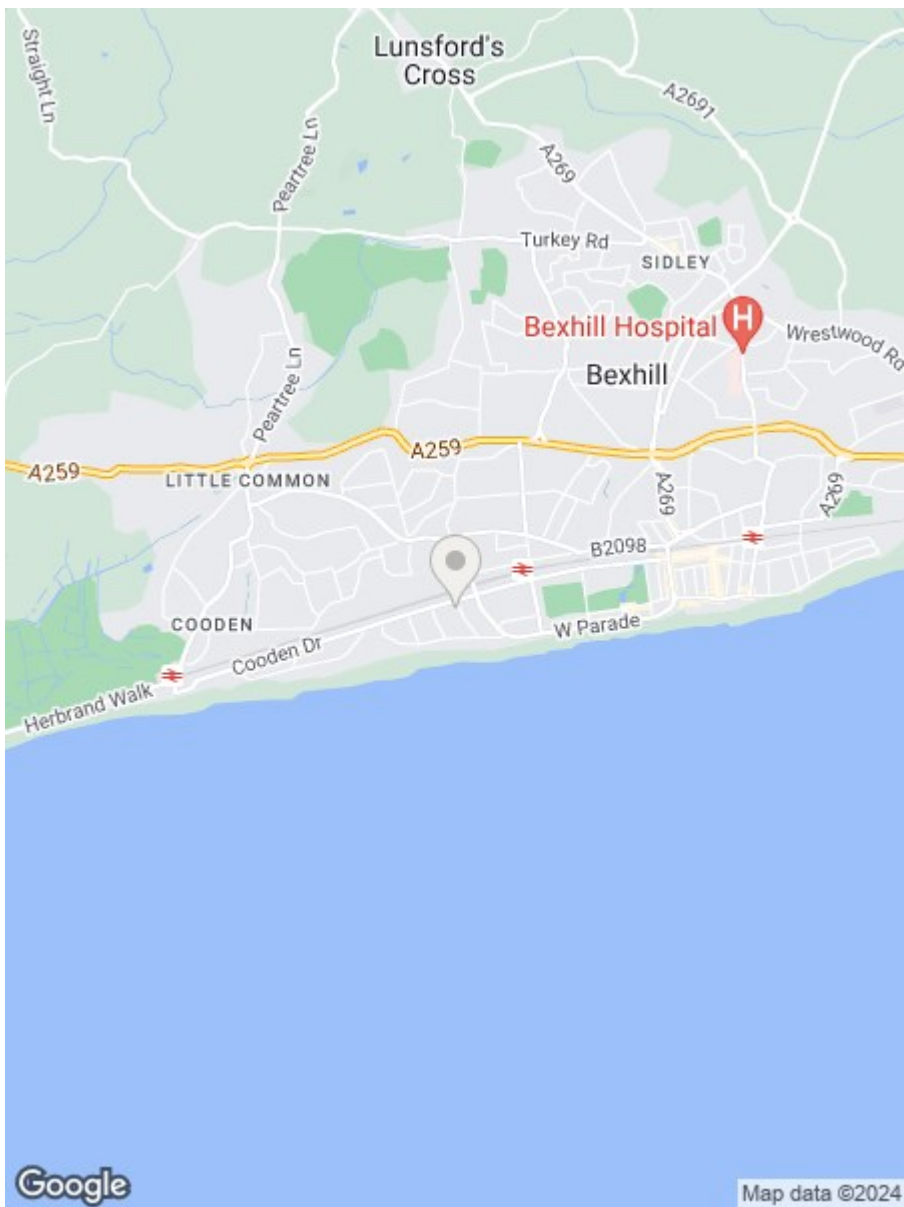 Straight Ln
Lunsford's
Cross
Peartree Ln
A2691
A269
Turkey Rd
SIDLEY
Bexhill Hospital
H
Wrestwood Rd
Peartree Ln
Bexhill
A259
A259
LITTLE COMMON
A269
A269
B2098
COODEN
Cooden Dr
W Parade
Herbrand Walk
Google
Map data ©2024